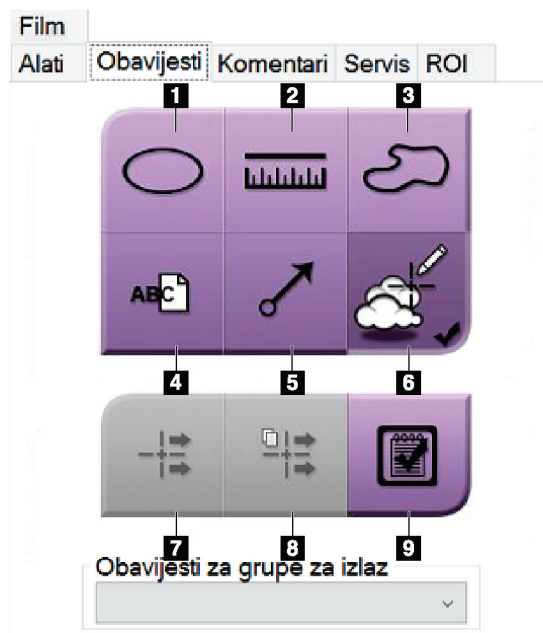 Film
Alati Obavijesti Komentari Servis ROI
1 2 3
ABC
4 5 6
7 8 9
Obavijesti za grupe za izlaz